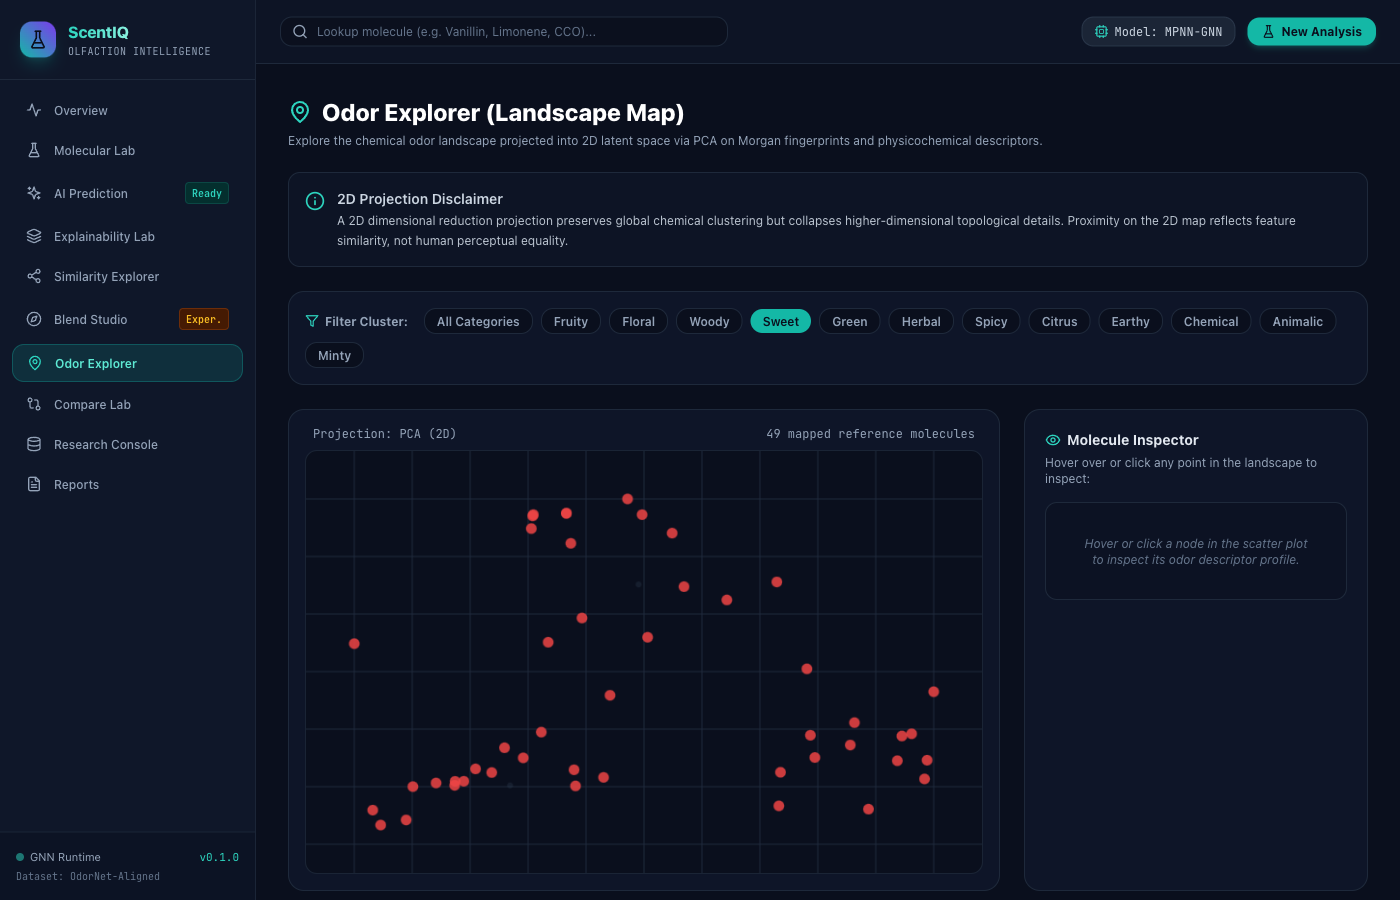 ScentIQ
OLFACTION INTELLIGENCE
Lookup molecule (e.g. Vanillin, Limonene, CCO)...
Model: MPNN-GNN
New Analysis
Overview
Molecular Lab
AI Prediction
Ready
Explainability Lab
Similarity Explorer
Blend Studio
Exper.
Odor Explorer
Compare Lab
Research Console
Reports
GNN Runtime
v0.1.0
Dataset: OdorNet-Aligned
Odor Explorer (Landscape Map)
Explore the chemical odor landscape projected into 2D latent space via PCA on Morgan fingerprints and physicochemical descriptors.
2D Projection Disclaimer
A 2D dimensional reduction projection preserves global chemical clustering but collapses higher-dimensional topological details. Proximity on the 2D map reflects feature
similarity, not human perceptual equality.
Filter Cluster:
All Categories
Fruity
Floral
Woody
Sweet
Green
Herbal
Spicy
Citrus
Earthy
Chemical
Animalic
Minty
Projection: PCA (2D)
49 mapped reference molecules
Molecule Inspector
Hover over or click any point in the landscape to
inspect:
Hover or click a node in the scatter plot
to inspect its odor descriptor profile.